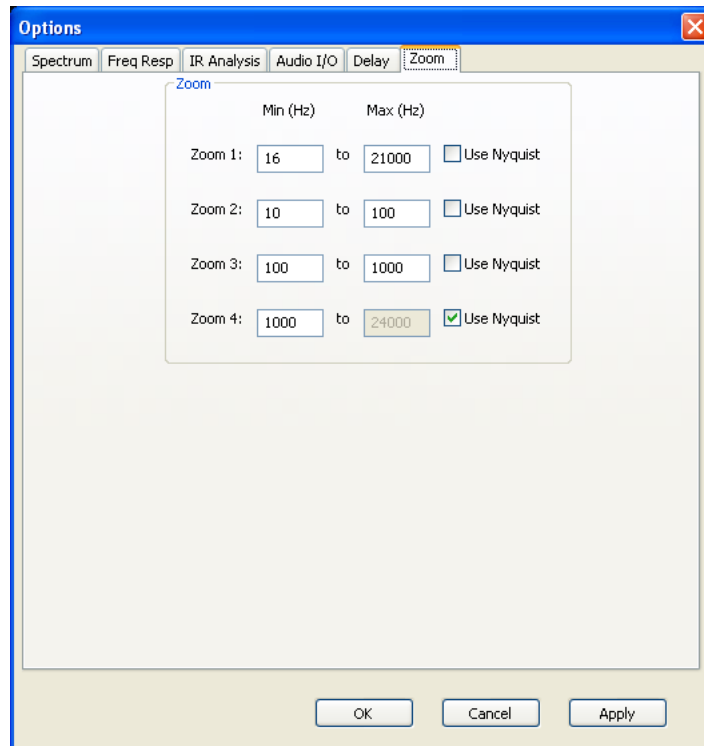 Options
Spectrum Freq Resp IR Analysis Audio I/O Delay Zoom
Zoom
Min (Hz) Max (Hz)
Zoom 1: 16 to 21000 Use Nyquist
Zoom 2: 10 to 100 Use Nyquist
Zoom 3: 100 to 1000 Use Nyquist
Zoom 4: 1000 to 24000 Use Nyquist
OK Cancel Apply